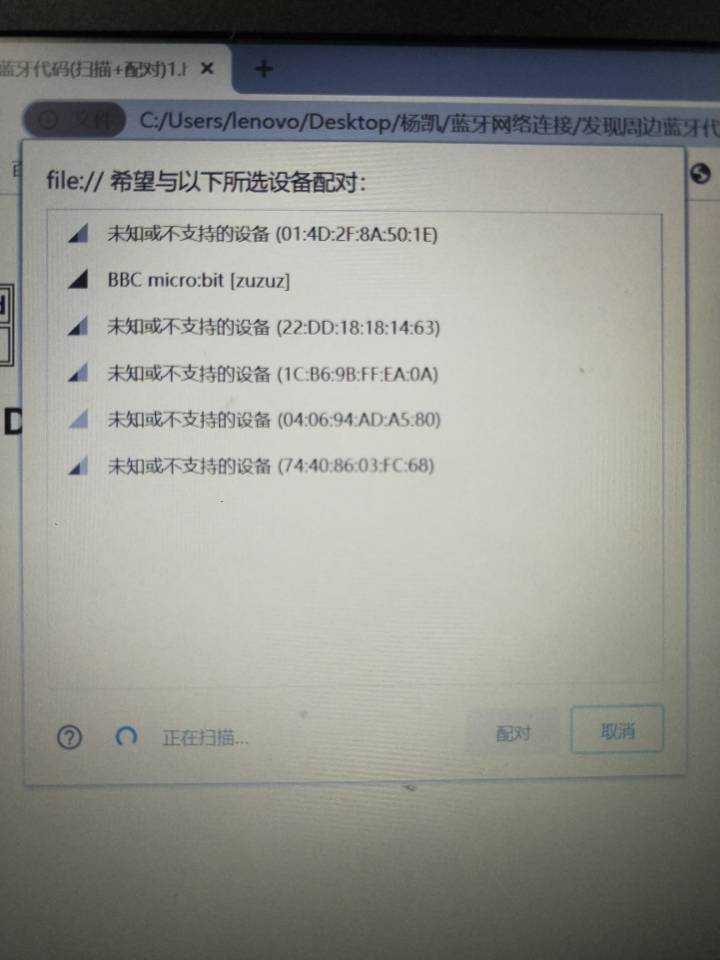 蓝牙代码(扫描+配对)1.h
文件 C:/Users/lenovo/Desktop/杨凯/蓝牙网络连接/发现周边蓝牙代
file:// 希望与以下所选设备配对：
未知或不支持的设备 (01:4D:2F:8A:50:1E)
BBC micro:bit [zuzuz]
未知或不支持的设备 (22:DD:18:18:14:63)
未知或不支持的设备 (1C:B6:9B:FF:EA:0A)
未知或不支持的设备 (04:06:94:AD:A5:80)
D
未知或不支持的设备 (74:40:86:03:FC:68)
正在扫描...
配对
取消